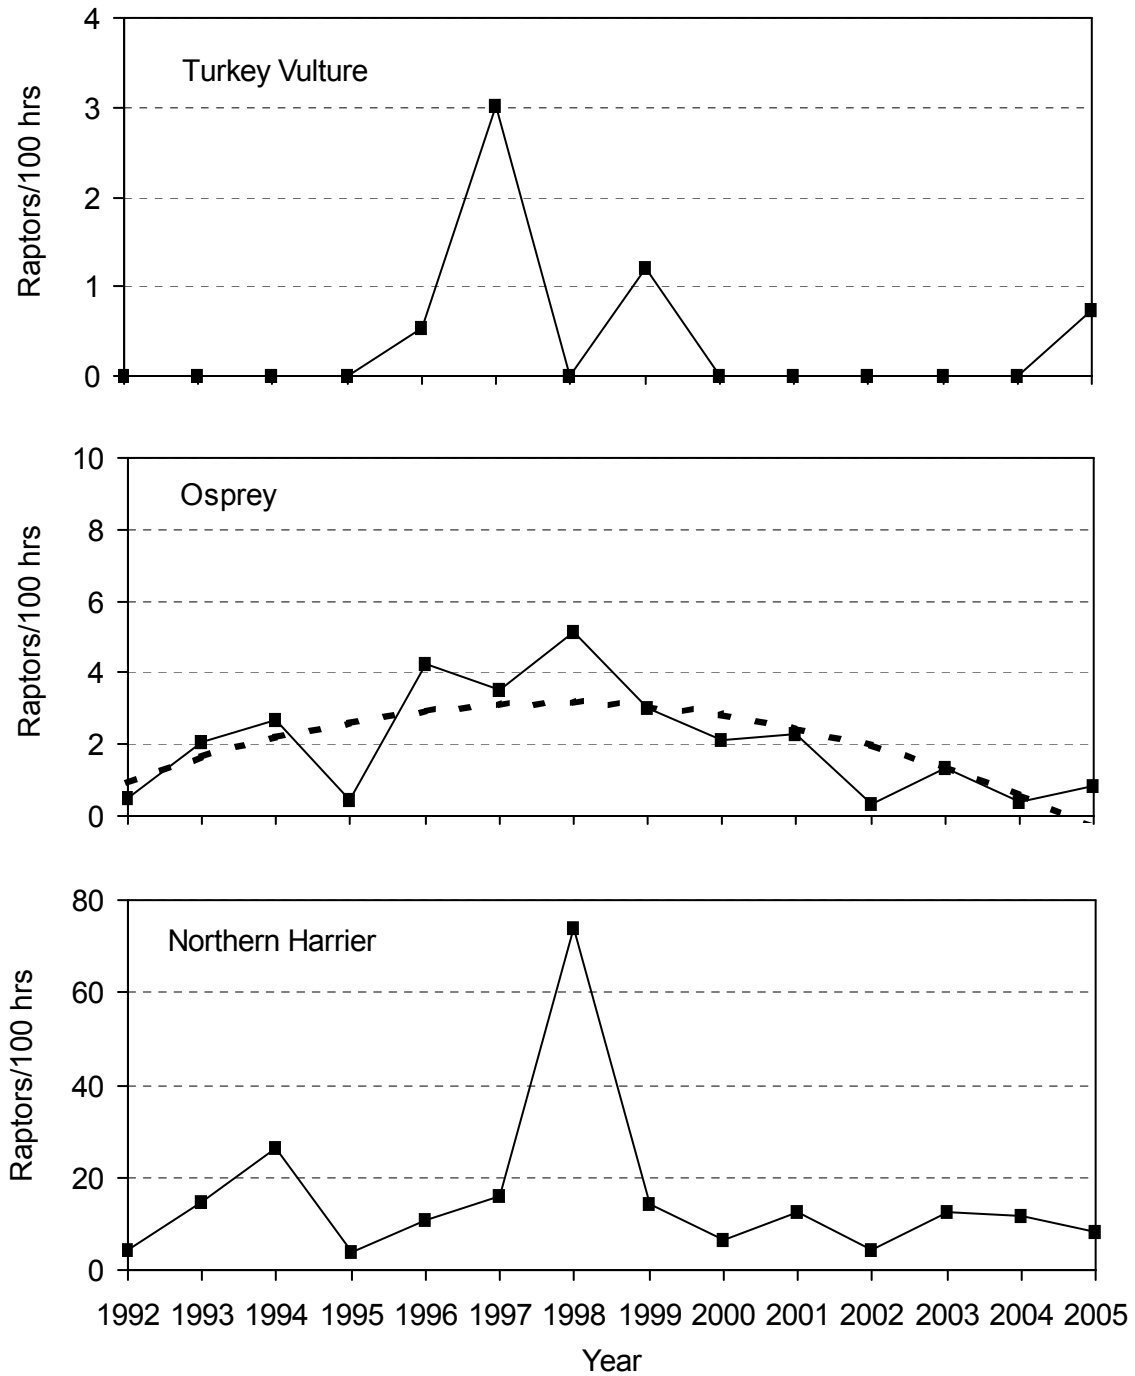 4
Turkey Vulture
3
2
1
0
Raptors/100 hrs
10
Osprey
8
6
4
2
0
Raptors/100 hrs
80
Northern Harrier
60
40
20
0
Raptors/100 hrs
1992 1993 1994 1995 1996 1997 1998 1999 2000 2001 2002 2003 2004 2005
Year